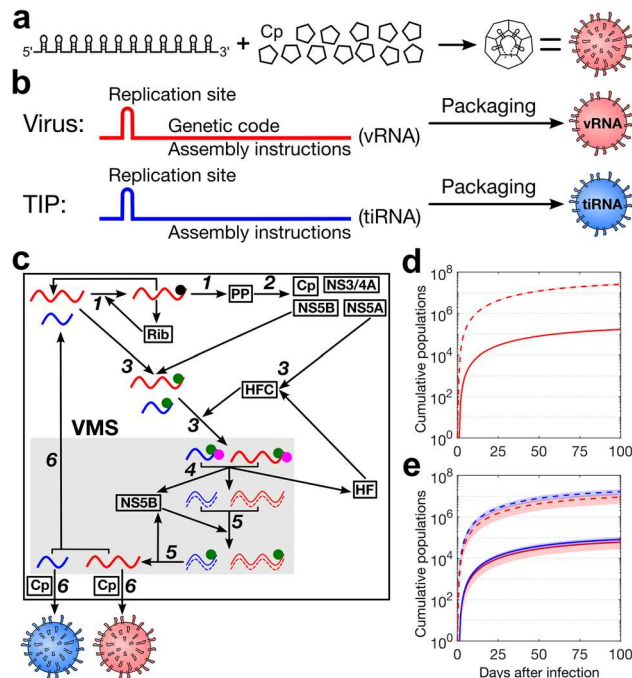 a
5' 3' + Cp =
b
Replication site
Virus: Genetic code (vRNA) Packaging vRNA
Assembly instructions
Replication site
TIP: (tiRNA) Packaging tiRNA
Assembly instructions
c
1 1 PP 2 Cp NS3/4A
NS5B NS5A
Rib
3 HFC 3
3
VMS
6 4 HF
NS5B 5
5
Cp 6 Cp 6
d
Cumulative populations
10^8
10^6
10^4
10^2
10^0
0 25 50 75 100
e
Cumulative populations
10^8
10^6
10^4
10^2
10^0
0 25 50 75 100
Days after infection